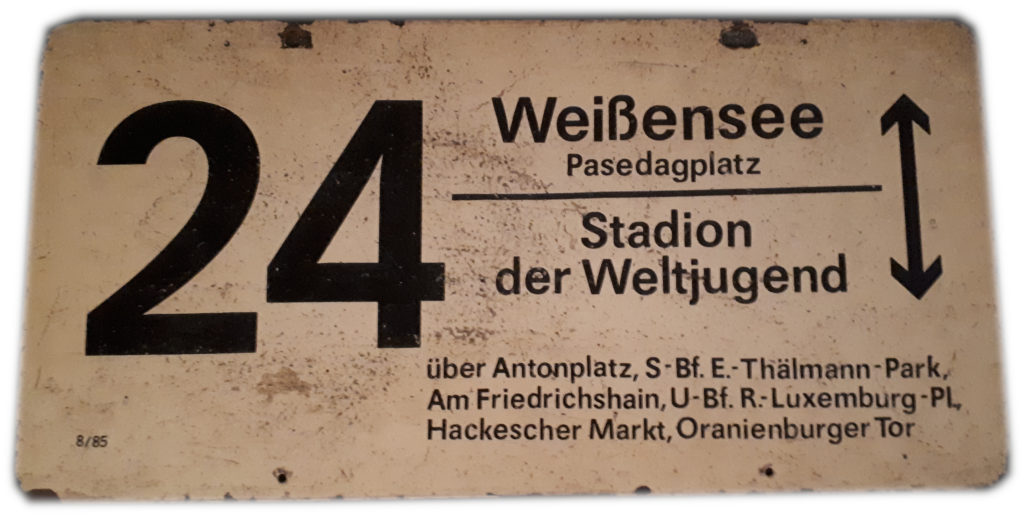 24
Weißensee
Pasedagplatz
Stadion
der Weltjugend
über Antonplatz, S-Bf. E.-Thälmann-Park,
Am Friedrichshain, U-Bf. R.-Luxemburg-Pl.,
Hackescher Markt, Oranienburger Tor
8/85